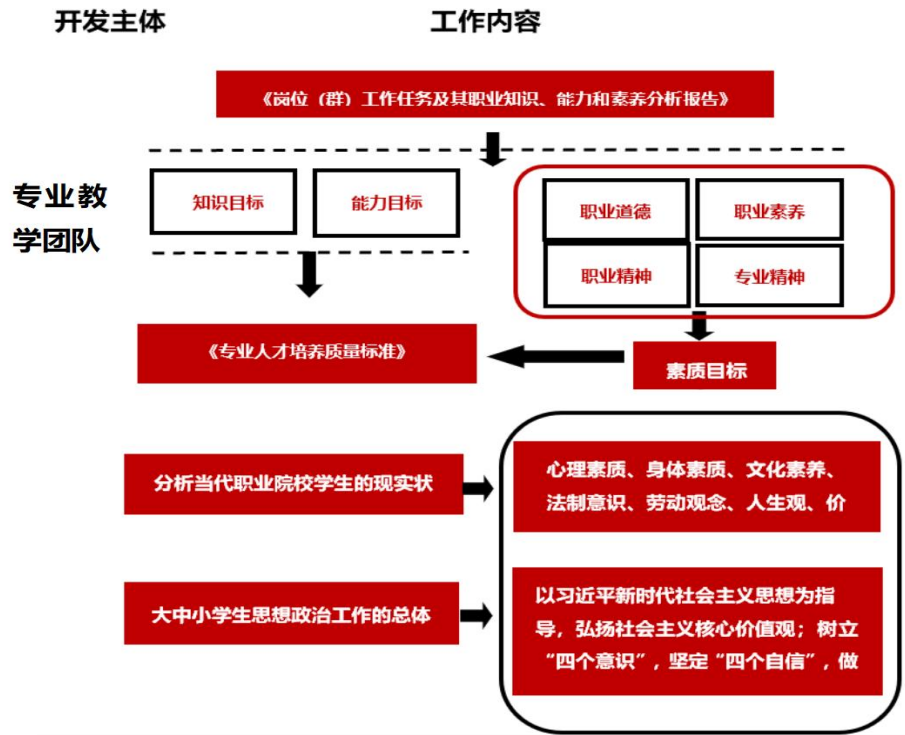 开发主体
工作内容
《岗位（群）工作任务及其职业知识、能力和素养分析报告》
专业教
学团队
知识目标
能力目标
职业道德
职业素养
职业精神
专业精神
《专业人才培养质量标准》
素质目标
分析当代职业院校学生的现实状
心理素质、身体素质、文化素养、
法制意识、劳动观念、人生观、价
大中小学生思想政治工作的总体
以习近平新时代社会主义思想为指
导，弘扬社会主义核心价值观；树立
“四个意识”，坚定“四个自信”，做